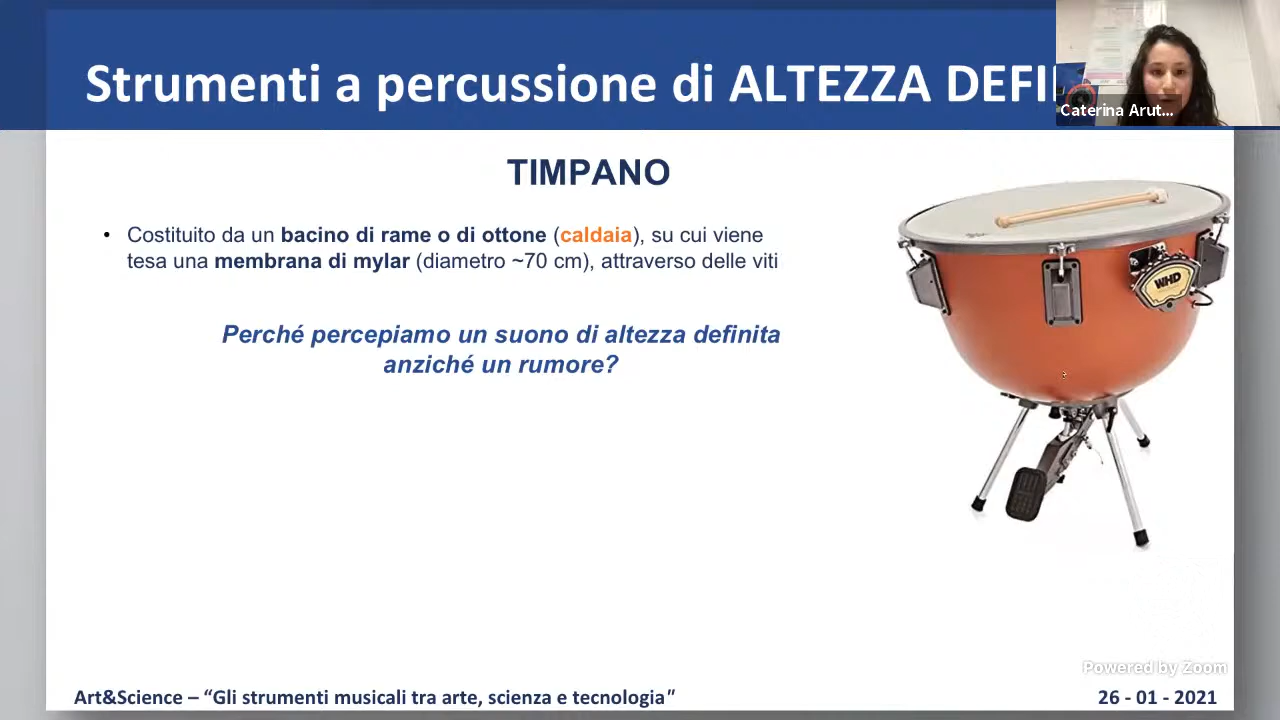 Strumenti a percussione di ALTEZZA DEFI
Caterina Arut...
TIMPANO
• Costituito da un bacino di rame o di ottone (caldaia), su cui viene
tesa una membrana di mylar (diametro ~70 cm), attraverso delle viti
WHD
Perché percepiamo un suono di altezza definita
anziché un rumore?
Powered by Zoom
Art&Science – “Gli strumenti musicali tra arte, scienza e tecnologia"
26 - 01 - 2021